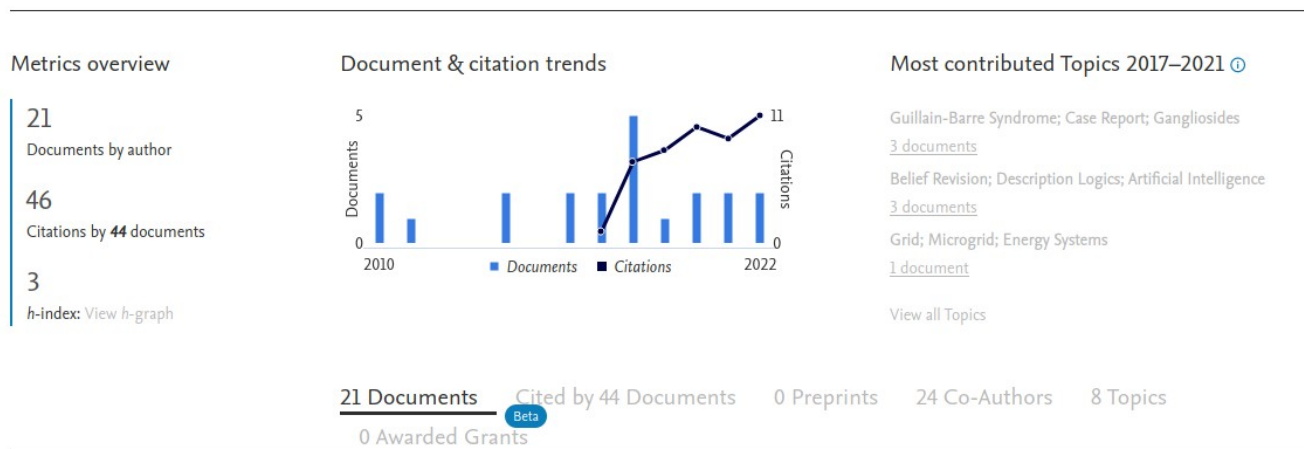 Metrics overview
21
Documents by author
46
Citations by 44 documents
3
h-index: View h-graph
Document & citation trends
5
11
Documents
Citations
0
0
2010
2022
Documents
Citations
Most contributed Topics 2017–2021
Guillain-Barre Syndrome; Case Report; Gangliosides
3 documents
Belief Revision; Description Logics; Artificial Intelligence
3 documents
Grid; Microgrid; Energy Systems
1 document
View all Topics
21 Documents
Cited by 44 Documents
0 Preprints
24 Co-Authors
8 Topics
Beta
0 Awarded Grants